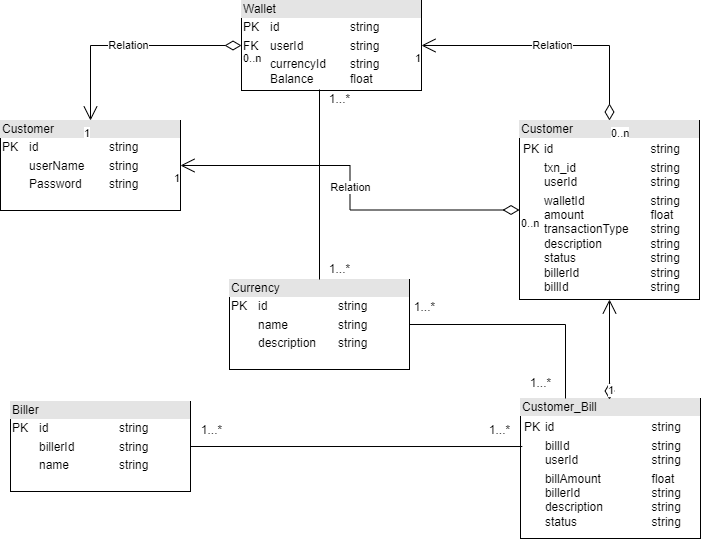 Wallet
PK id string
FK userId string
currencyId string
Balance float
Relation
0..n
1
Relation
1...*
Customer
1
PK id string
userName string
Password string
1
Relation
Customer
0..n
PK id string
txn_id string
userId string
walletId string
amount float
0..n
transactionType string
description string
status string
billerId string
billId string
1...*
Currency
PK id string
name string
description string
1...*
1...*
1
Biller
PK id string
billerId string
name string
1...*
1...*
Customer_Bill
PK id string
billId string
userId string
billAmount float
billerId string
description string
status string